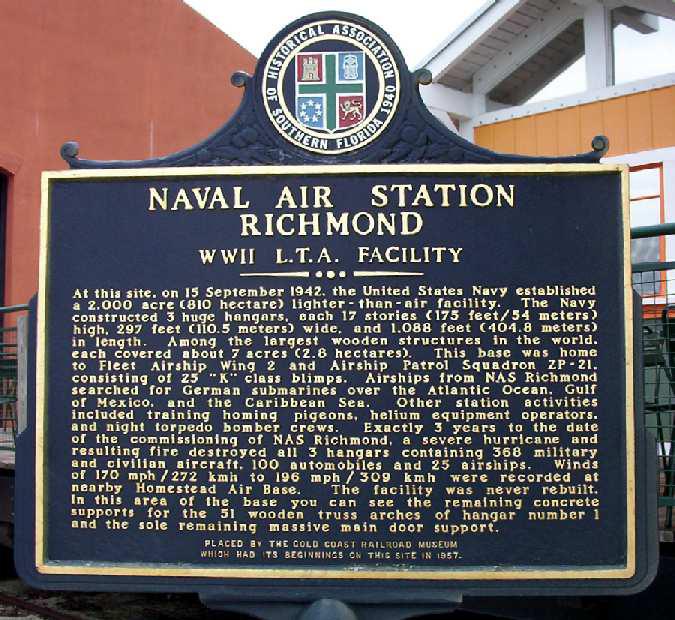 HISTORICAL ASSOCIATION
OF SOUTHERN FLORIDA 1940
NAVAL AIR STATION
RICHMOND
WWII L.T.A. FACILITY
At this site, on 15 September 1942, the United States Navy established
a 2,000 acre (810 hectare) lighter-than-air facility. The Navy
constructed 3 huge hangars, each 17 stories (175 feet/54 meters)
high, 297 feet (110.5 meters) wide, and 1,088 feet (404.8 meters)
in length. Among the largest wooden structures in the world,
each covered about 7 acres (2.8 hectares). This base was home
to Fleet Airship Wing 2 and Airship Patrol Squadron ZP-21,
consisting of 25 "K" class blimps. Airships from NAS Richmond
searched for German submarines over the Atlantic Ocean, Gulf
of Mexico, and the Caribbean Sea. Other station activities
included training homing pigeons, helium equipment operators,
and night torpedo bomber crews. Exactly 3 years to the date
of the commissioning of NAS Richmond, a severe hurricane and
resulting fire destroyed all 3 hangars containing 368 military
and civilian aircraft, 100 automobiles and 25 airships. Winds
of 170 mph/272 kmh to 196 mph/309 kmh were recorded at
nearby Homestead Air Base. The facility was never rebuilt.
In this area of the base you can see the remaining concrete
supports for the 51 wooden truss arches of hangar number 1
and the sole remaining massive main door support.
PLACED BY THE GOLD COAST RAILROAD MUSEUM
WHICH HAD ITS BEGINNINGS ON THIS SITE IN 1957.